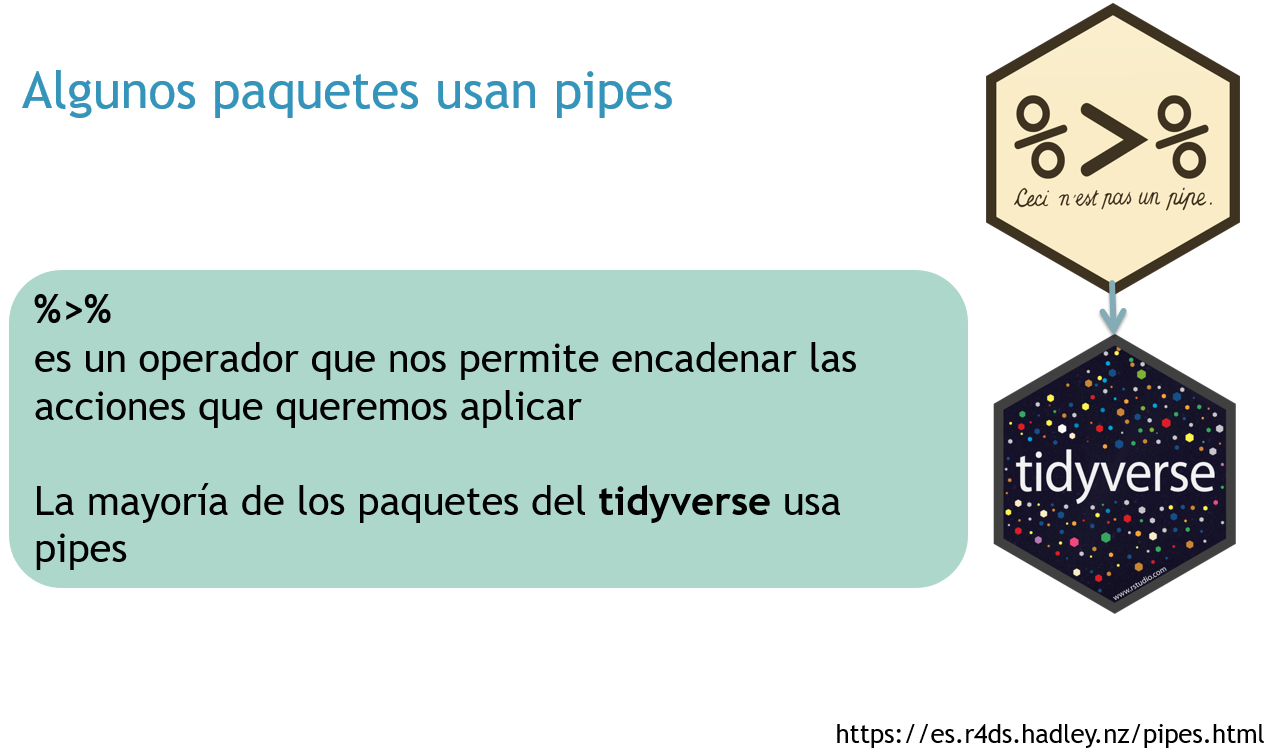 Algunos paquetes usan pipes
%>%
Ceci n'est pas un pipe.
%>%
es un operador que nos permite encadenar las
acciones que queremos aplicar
La mayoría de los paquetes del tidyverse usa
pipes
tidyverse
www.rstudio.com
https://es.r4ds.hadley.nz/pipes.html